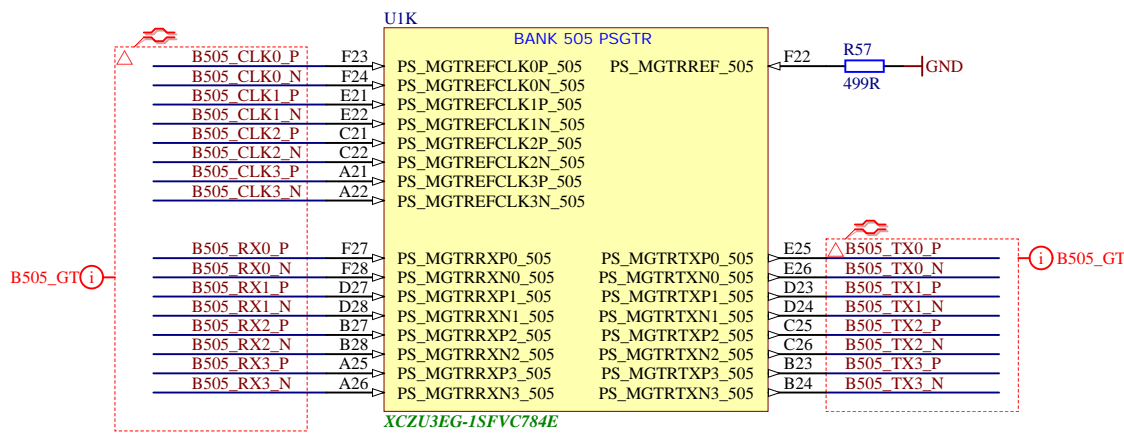 U1K
BANK 505 PSGTR
B505_CLK0_P F23 PS_MGTREFCLK0P_505 PS_MGTRREF_505 F22 R57 499R GND
B505_CLK0_N F24 PS_MGTREFCLK0N_505
B505_CLK1_P E21 PS_MGTREFCLK1P_505
B505_CLK1_N E22 PS_MGTREFCLK1N_505
B505_CLK2_P C21 PS_MGTREFCLK2P_505
B505_CLK2_N C22 PS_MGTREFCLK2N_505
B505_CLK3_P A21 PS_MGTREFCLK3P_505
B505_CLK3_N A22 PS_MGTREFCLK3N_505
B505_RX0_P F27 PS_MGTRRXP0_505 PS_MGTRTXP0_505 E25 B505_TX0_P
B505_RX0_N F28 PS_MGTRRXN0_505 PS_MGTRTXN0_505 E26 B505_TX0_N
B505_GT i
i B505_GT
B505_RX1_P D27 PS_MGTRRXP1_505 PS_MGTRTXP1_505 D23 B505_TX1_P
B505_RX1_N D28 PS_MGTRRXN1_505 PS_MGTRTXN1_505 D24 B505_TX1_N
B505_RX2_P B27 PS_MGTRRXP2_505 PS_MGTRTXP2_505 C25 B505_TX2_P
B505_RX2_N B28 PS_MGTRRXN2_505 PS_MGTRTXN2_505 C26 B505_TX2_N
B505_RX3_P A25 PS_MGTRRXP3_505 PS_MGTRTXP3_505 B23 B505_TX3_P
B505_RX3_N A26 PS_MGTRRXN3_505 PS_MGTRTXN3_505 B24 B505_TX3_N
XCZU3EG-1SFVC784E